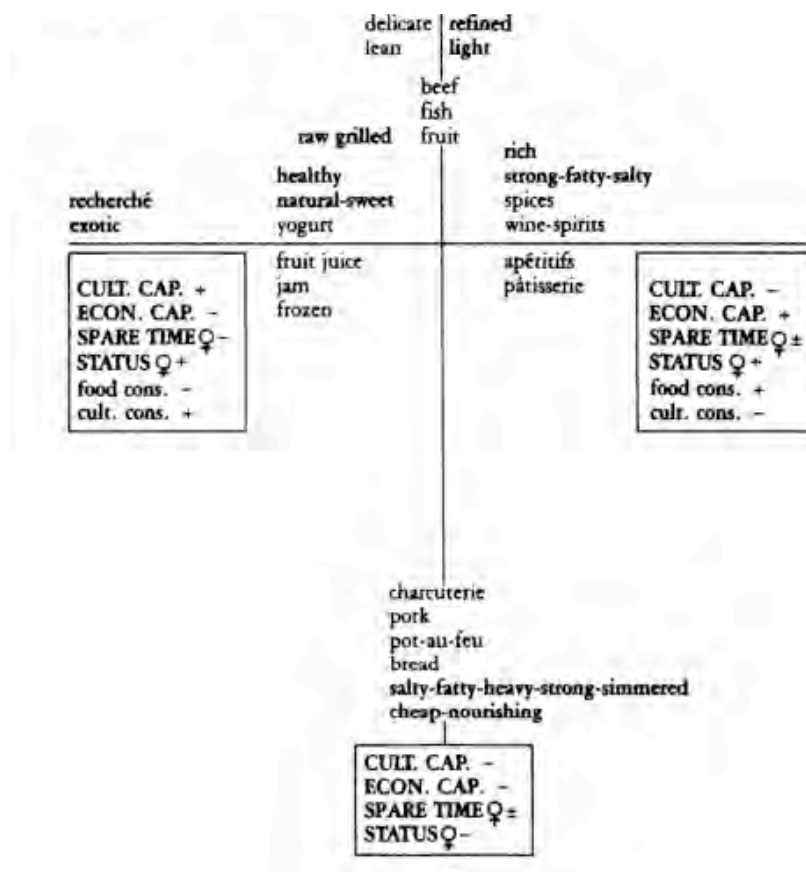 delicate refined
lean light
beef
fish
raw grilled fruit
rich
healthy strong-fatty-salty
recherché natural-sweet spices
exotic yogurt wine-spirits
fruit juice apéritifs
jam pâtisserie
frozen
CULT. CAP. +
ECON. CAP. -
SPARE TIME♀-
STATUS ♀+
food cons. -
cult. cons. +
CULT. CAP. -
ECON. CAP. +
SPARE TIME♀±
STATUS ♀+
food cons. +
cult. cons. -
charcuterie
pork
pot-au-feu
bread
salty-fatty-heavy-strong-simmered
cheap-nourishing
CULT. CAP. -
ECON. CAP. -
SPARE TIME♀±
STATUS♀-